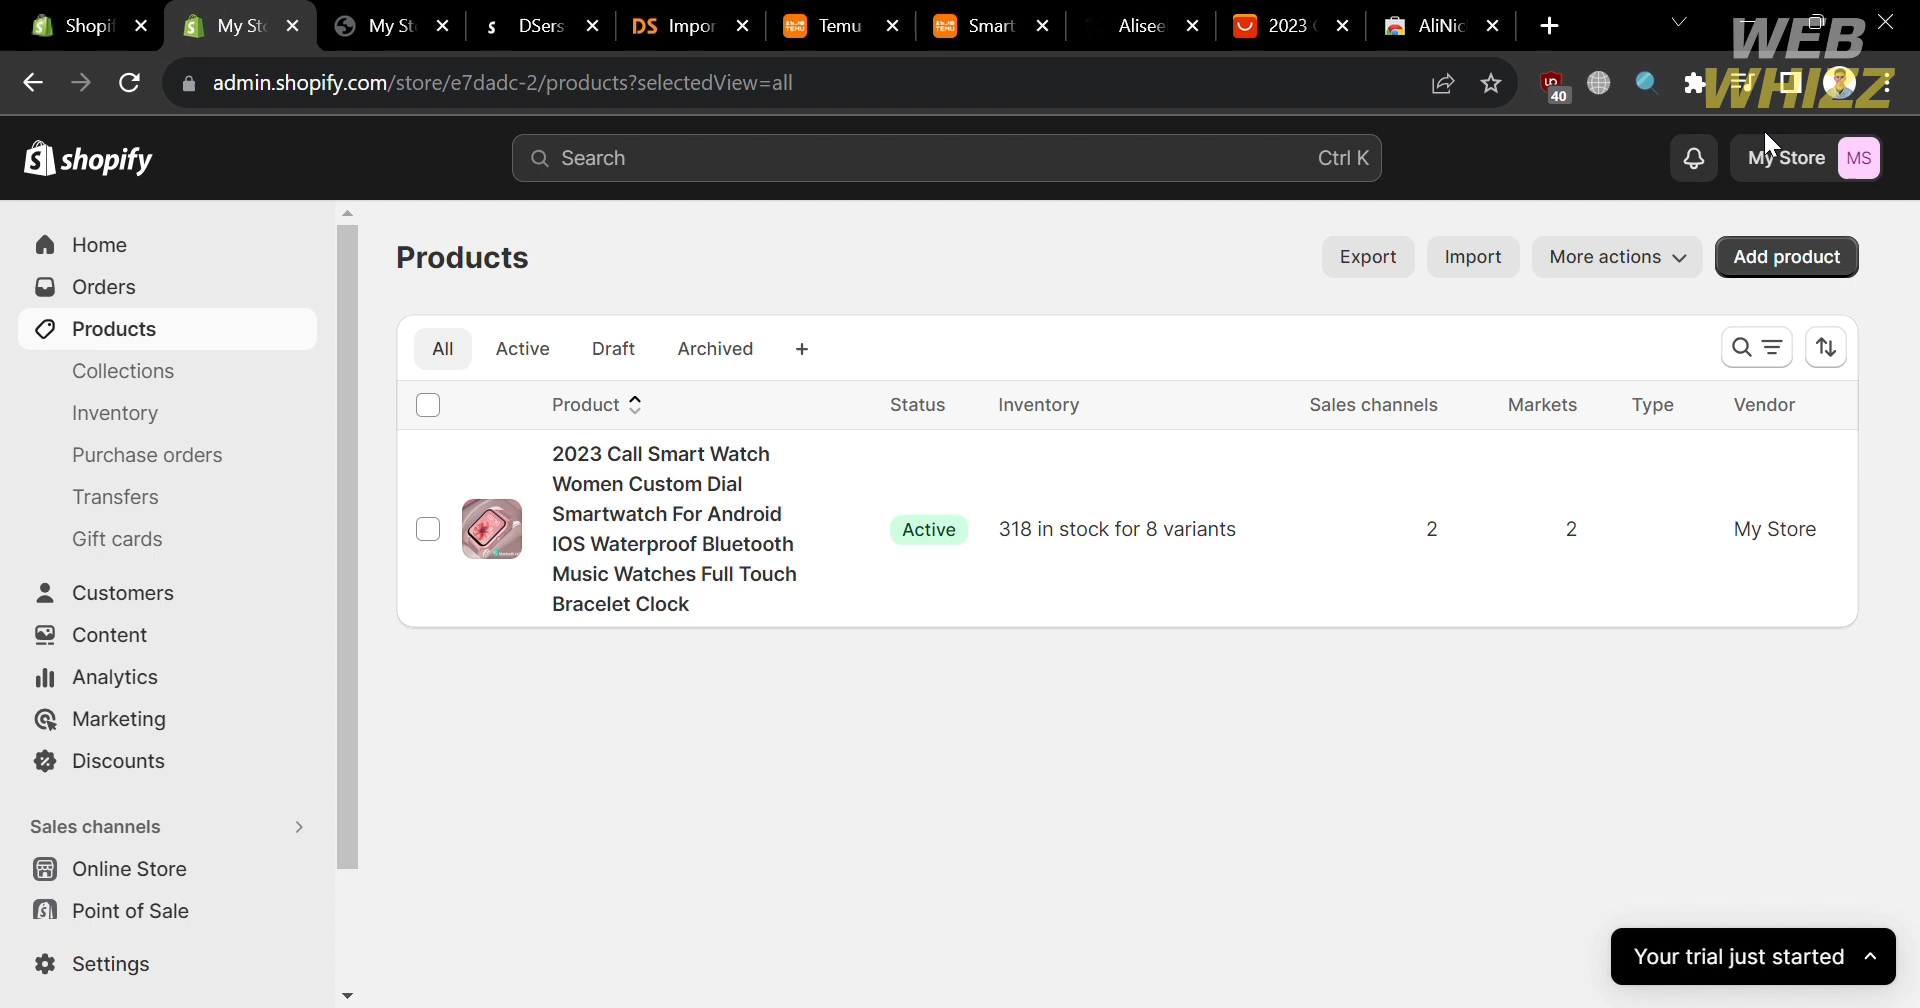 Shopif
My Sto
My St
DSers
DS Impor
Temu
Smart
Alisee
2023
AliNic
WEB
WHIZZ
admin.shopify.com/store/e7dadc-2/products?selectedView=all
40
shopify
Search
Ctrl K
My Store
MS
Home
Orders
Products
Collections
Inventory
Purchase orders
Transfers
Gift cards
Customers
Content
Analytics
Marketing
Discounts
Sales channels
Online Store
Point of Sale
Settings
Products
Export
Import
More actions
Add product
All
Active
Draft
Archived
Product
Status
Inventory
Sales channels
Markets
Type
Vendor
2023 Call Smart Watch
Women Custom Dial
Smartwatch For Android
IOS Waterproof Bluetooth
Music Watches Full Touch
Bracelet Clock
Active
318 in stock for 8 variants
2
2
My Store
Your trial just started